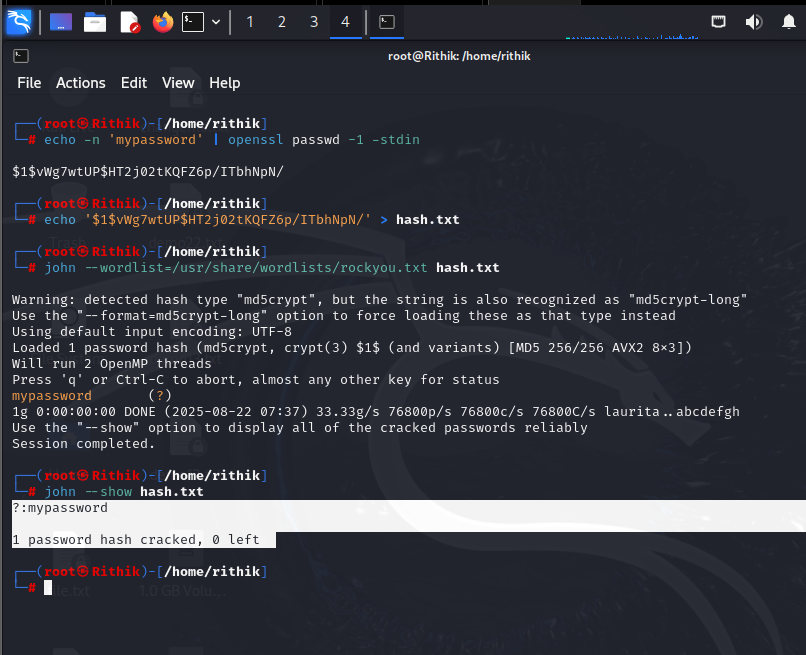 1 2 3 4
root@Rithik: /home/rithik
File Actions Edit View Help
┌──(root㉿Rithik)-[/home/rithik]
└─# echo -n 'mypassword' | openssl passwd -1 -stdin
$1$vWg7wtUP$HT2j02tKQFZ6p/ITbhNpN/
┌──(root㉿Rithik)-[/home/rithik]
└─# echo '$1$vWg7wtUP$HT2j02tKQFZ6p/ITbhNpN/' > hash.txt
┌──(root㉿Rithik)-[/home/rithik]
└─# john --wordlist=/usr/share/wordlists/rockyou.txt hash.txt
Warning: detected hash type "md5crypt", but the string is also recognized as "md5crypt-long"
Use the "--format=md5crypt-long" option to force loading these as that type instead
Using default input encoding: UTF-8
Loaded 1 password hash (md5crypt, crypt(3) $1$ (and variants) [MD5 256/256 AVX2 8x3])
Will run 2 OpenMP threads
Press 'q' or Ctrl-C to abort, almost any other key for status
mypassword       (?)
1g 0:00:00:00 DONE (2025-08-22 07:37) 33.33g/s 76800p/s 76800c/s 76800C/s laurita..abcdefgh
Use the "--show" option to display all of the cracked passwords reliably
Session completed.
┌──(root㉿Rithik)-[/home/rithik]
└─# john --show hash.txt
?:mypassword
1 password hash cracked, 0 left
┌──(root㉿Rithik)-[/home/rithik]
└─#
1.0 GB Volu...